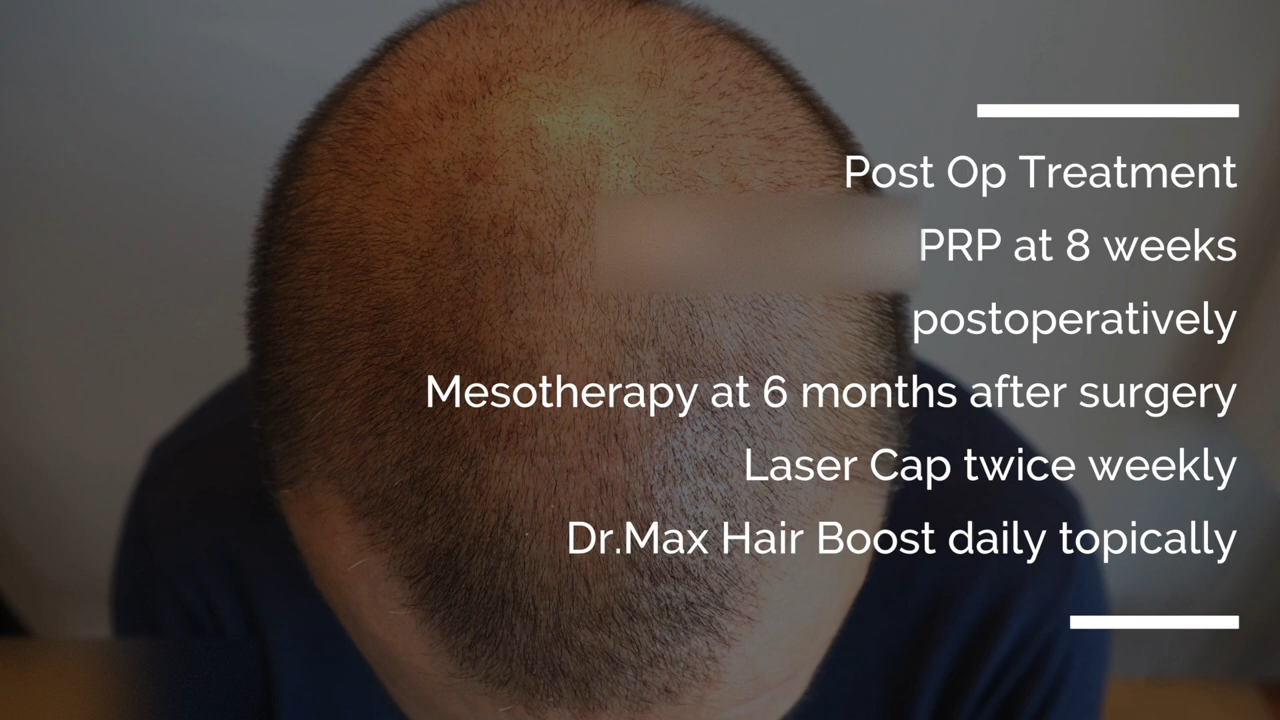 Post Op Treatment
PRP at 8 weeks
postoperatively
Mesotherapy at 6 months after surgery
Laser Cap twice weekly
Dr.Max Hair Boost daily topically